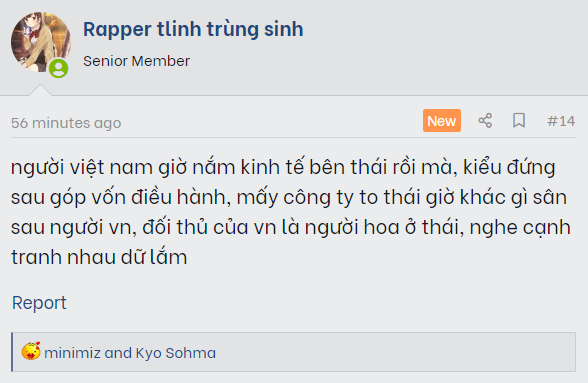 Rapper tlinh trùng sinh
Senior Member
56 minutes ago
New
#14
người việt nam giờ nắm kinh tế bên thái rồi mà, kiểu đứng
sau góp vốn điều hành, mấy công ty to thái giờ khác gì sân
sau người vn, đối thủ của vn là người hoa ở thái, nghe cạnh
tranh nhau dữ lắm
Report
minimiz and Kyo Sohma